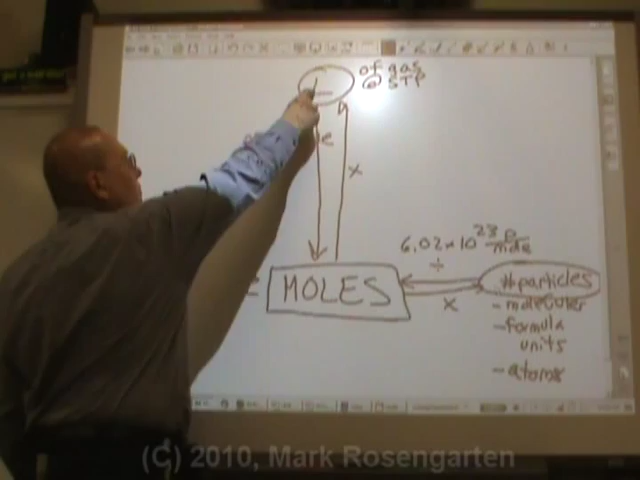 L of gas
@ STP
x
6.02 x 10^23 p/mole
÷
MOLES
# particles
x
- molecules
- formula
units
- atoms
(C) 2010, Mark Rosengarten